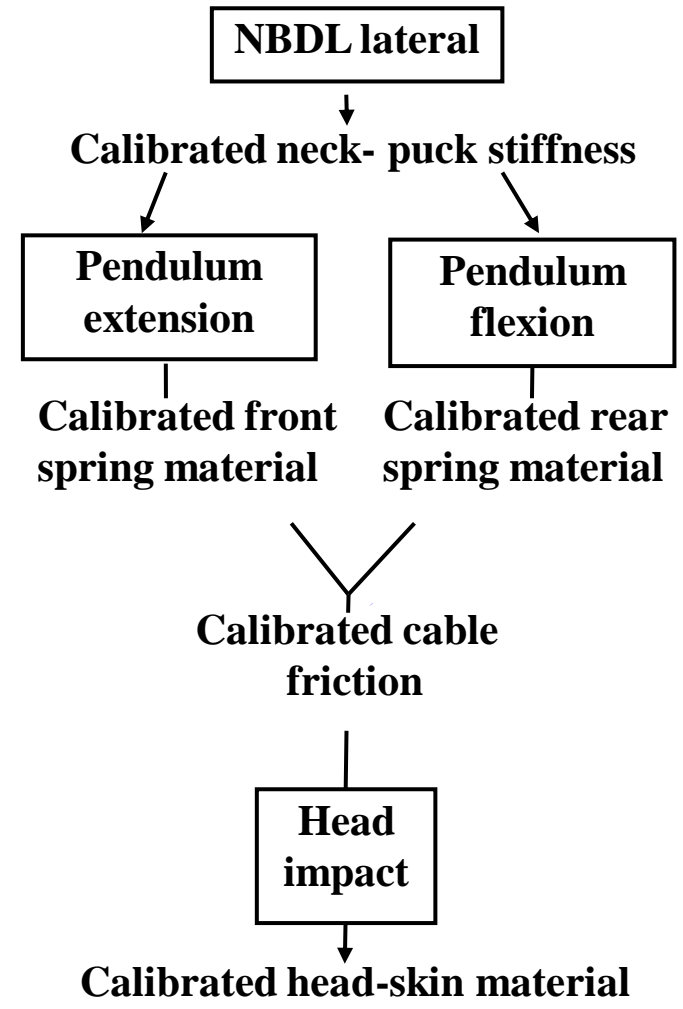 NBDL lateral
Calibrated neck- puck stiffness
Pendulum
extension
Pendulum
flexion
Calibrated front
spring material
Calibrated rear
spring material
Calibrated cable
friction
Head
impact
Calibrated head-skin material